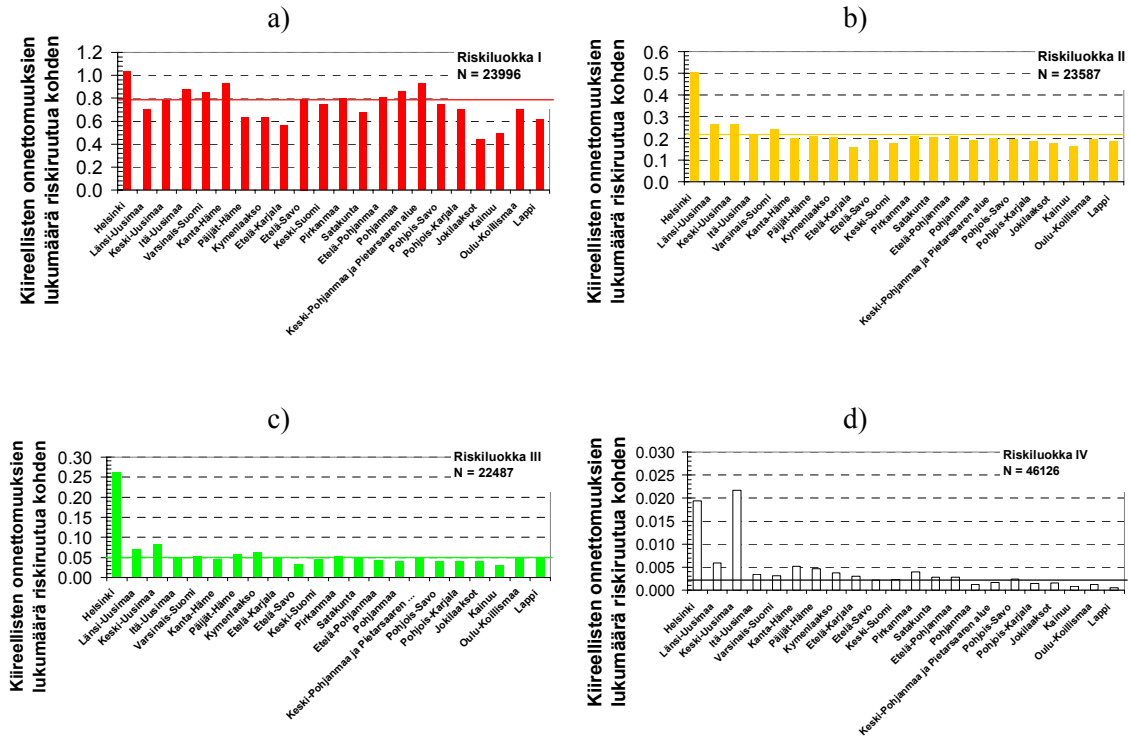 a)
Kiireellisten onnettomuuksien
lukumäärä riskiruutua kohden
1.2
1.0
0.8
0.6
0.4
0.2
0.0
Riskiluokka I
N = 23996
Helsinki
Länsi-Uusimaa
Keski-Uusimaa
Itä-Uusimaa
Varsinais-Suomi
Kanta-Häme
Päijät-Häme
Kymenlaakso
Etelä-Karjala
Etelä-Savo
Keski-Suomi
Pirkanmaa
Satakunta
Etelä-Pohjanmaa
Pohjanmaa
Keski-Pohjanmaa ja Pietarsaaren alue
Pohjois-Savo
Pohjois-Karjala
Jokilaaksot
Kainuu
Oulu-Koillismaa
Lappi
b)
Kiireellisten onnettomuuksien
lukumäärä riskiruutua kohden
0.6
0.5
0.4
0.3
0.2
0.1
0.0
Riskiluokka II
N = 23587
Helsinki
Länsi-Uusimaa
Keski-Uusimaa
Itä-Uusimaa
Varsinais-Suomi
Kanta-Häme
Päijät-Häme
Kymenlaakso
Etelä-Karjala
Etelä-Savo
Keski-Suomi
Pirkanmaa
Satakunta
Etelä-Pohjanmaa
Pohjanmaa
Keski-Pohjanmaa ja Pietarsaaren alue
Pohjois-Savo
Pohjois-Karjala
Jokilaaksot
Kainuu
Oulu-Koillismaa
Lappi
c)
Kiireellisten onnettomuuksien
lukumäärä riskiruutua kohden
0.30
0.25
0.20
0.15
0.10
0.05
0.00
Riskiluokka III
N = 22487
Helsinki
Länsi-Uusimaa
Keski-Uusimaa
Itä-Uusimaa
Varsinais-Suomi
Kanta-Häme
Päijät-Häme
Kymenlaakso
Etelä-Karjala
Etelä-Savo
Keski-Suomi
Pirkanmaa
Satakunta
Etelä-Pohjanmaa
Pohjanmaa
Keski-Pohjanmaa ja Pietarsaaren ...
Pohjois-Savo
Pohjois-Karjala
Jokilaaksot
Kainuu
Oulu-Koillismaa
Lappi
d)
Kiireellisten onnettomuuksien
lukumäärä riskiruutua kohden
0.030
0.025
0.020
0.015
0.010
0.005
0.000
Riskiluokka IV
N = 46126
Helsinki
Länsi-Uusimaa
Keski-Uusimaa
Itä-Uusimaa
Varsinais-Suomi
Kanta-Häme
Päijät-Häme
Kymenlaakso
Etelä-Karjala
Etelä-Savo
Keski-Suomi
Pirkanmaa
Satakunta
Etelä-Pohjanmaa
Pohjanmaa
Keski-Pohjanmaa ja Pietarsaaren alue
Pohjois-Savo
Pohjois-Karjala
Jokilaaksot
Kainuu
Oulu-Koillismaa
Lappi